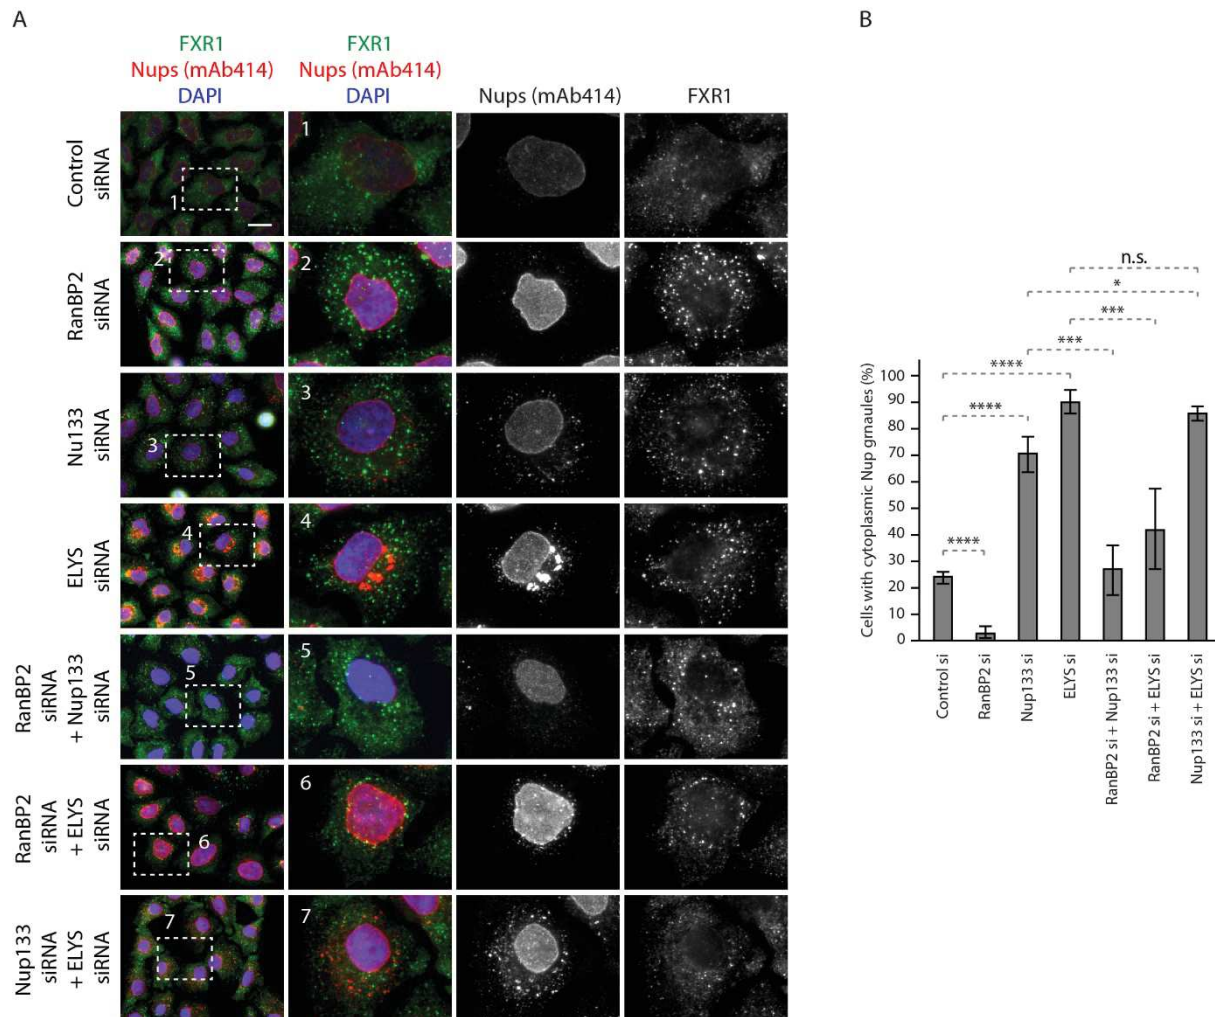 A
FXR1
Nups (mAb414)
DAPI
FXR1
Nups (mAb414)
DAPI
Nups (mAb414)
FXR1
Control
siRNA
1
1
RanBP2
siRNA
2
2
Nu133
siRNA
3
3
ELYS
siRNA
4
4
RanBP2
siRNA
+ Nup133
siRNA
5
5
RanBP2
siRNA
+ ELYS
siRNA
6
6
Nup133
siRNA
+ ELYS
siRNA
7
7
B
n.s.
*
***
***
****
****
****
Cells with cytoplasmic Nup grnaules (%)
100
90
80
70
60
50
40
30
20
10
0
Control si
RanBP2 si
Nup133 si
ELYS si
RanBP2 si + Nup133 si
RanBP2 si + ELYS si
Nup133 si + ELYS si